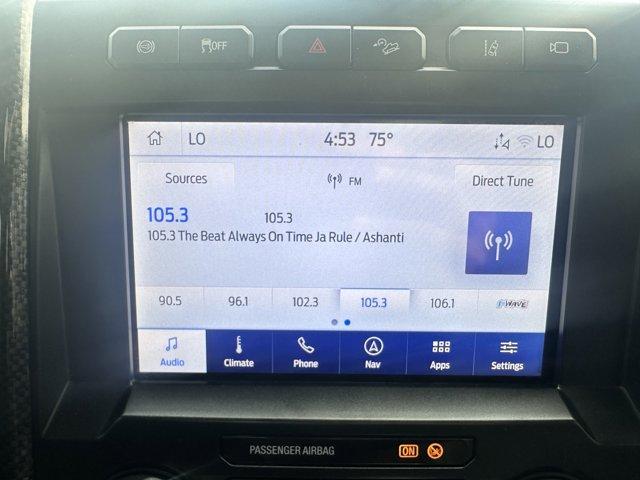 OFF
LO 4:53 75° LO
Sources FM Direct Tune
105.3 105.3
105.3 The Beat Always On Time Ja Rule / Ashanti
90.5 96.1 102.3 105.3 106.1
Audio Climate Phone Nav Apps Settings
PASSENGER AIRBAG ON